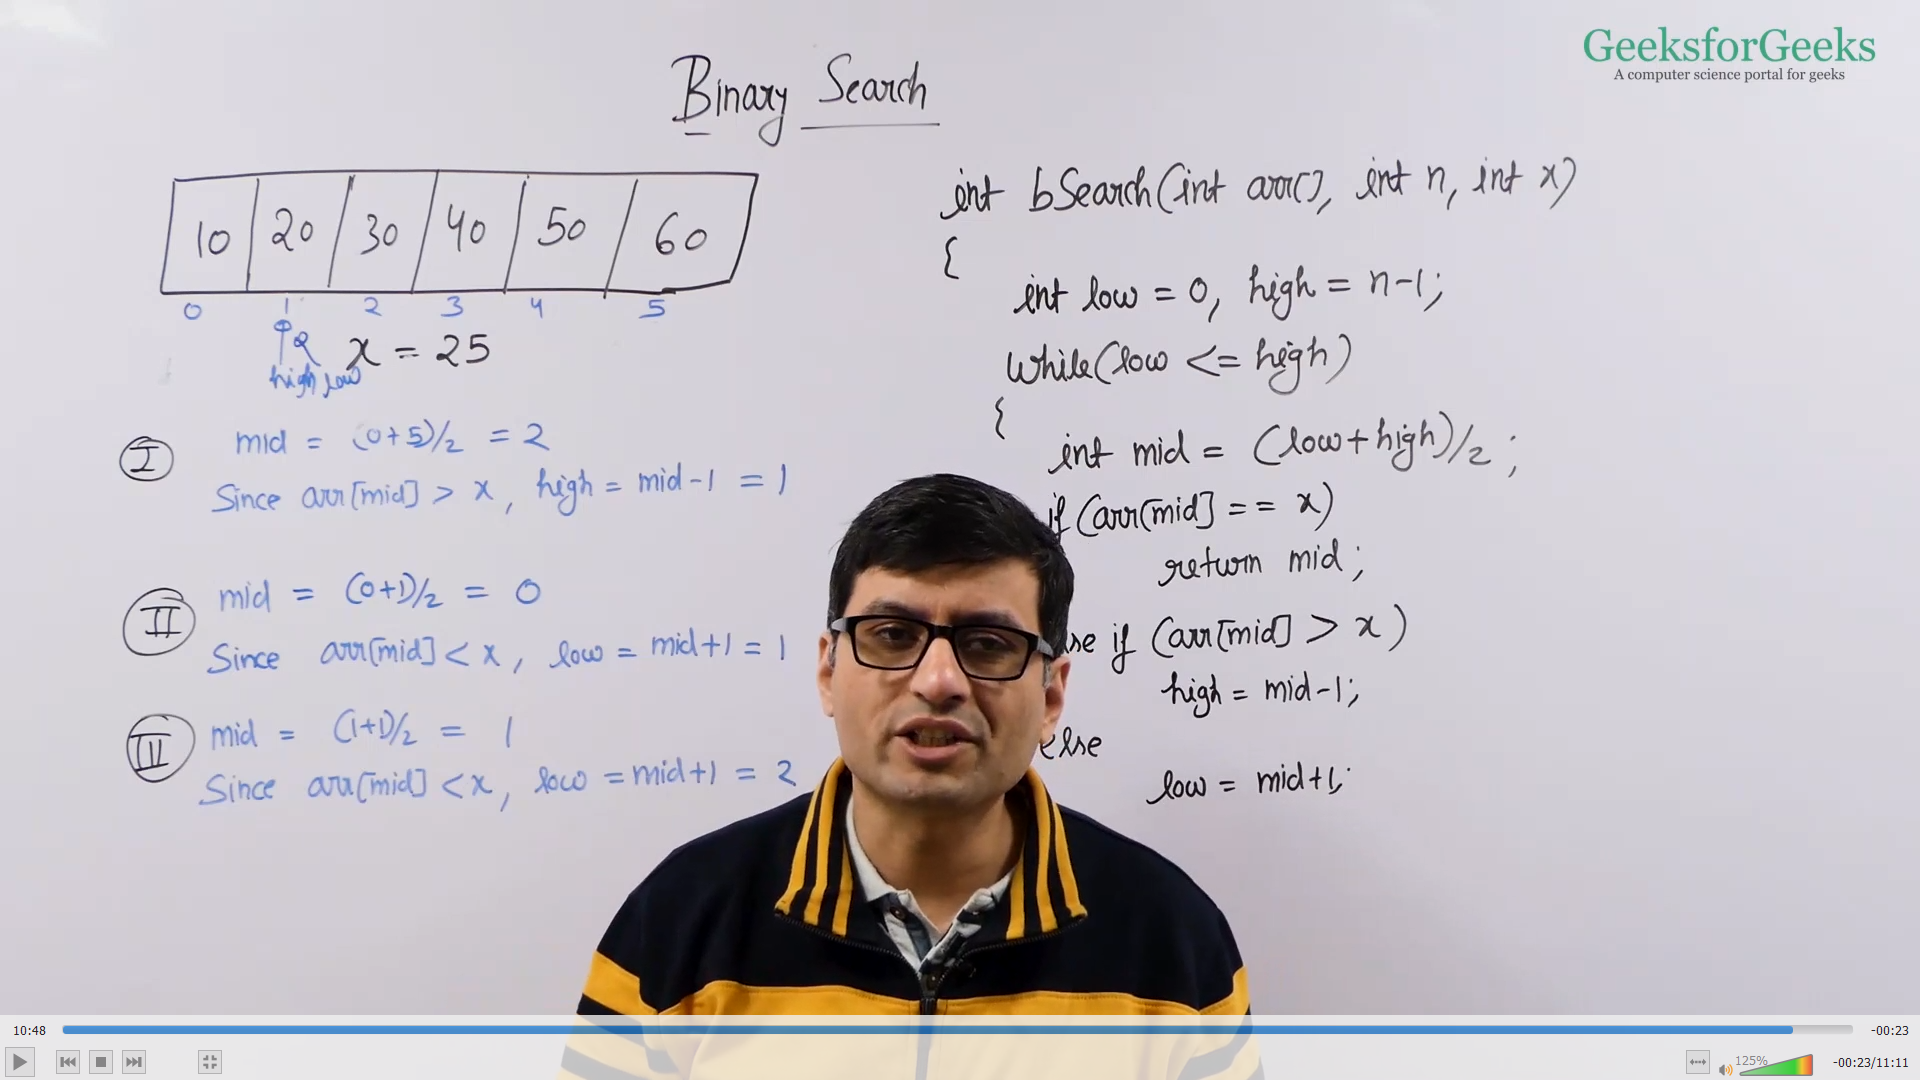 GeeksforGeeks
A computer science portal for geeks
Binary Search
10 20 30 40 50 60
0 1 2 3 4 5
x = 25
high low
I mid = (0+5)/2 = 2
Since arr[mid] > x, high = mid-1 = 1
II mid = (0+1)/2 = 0
Since arr[mid] < x, low = mid+1 = 1
III mid = (1+1)/2 = 1
Since arr[mid] < x, low = mid+1 = 2
int bSearch(int arr[], int n, int x)
{
int low = 0, high = n-1;
while(low <= high)
{
int mid = (low+high)/2;
if (arr[mid] == x)
return mid;
se if (arr[mid] > x)
high = mid-1;
else
low = mid+1;
10:48 -00:23
125% -00:23/11:11